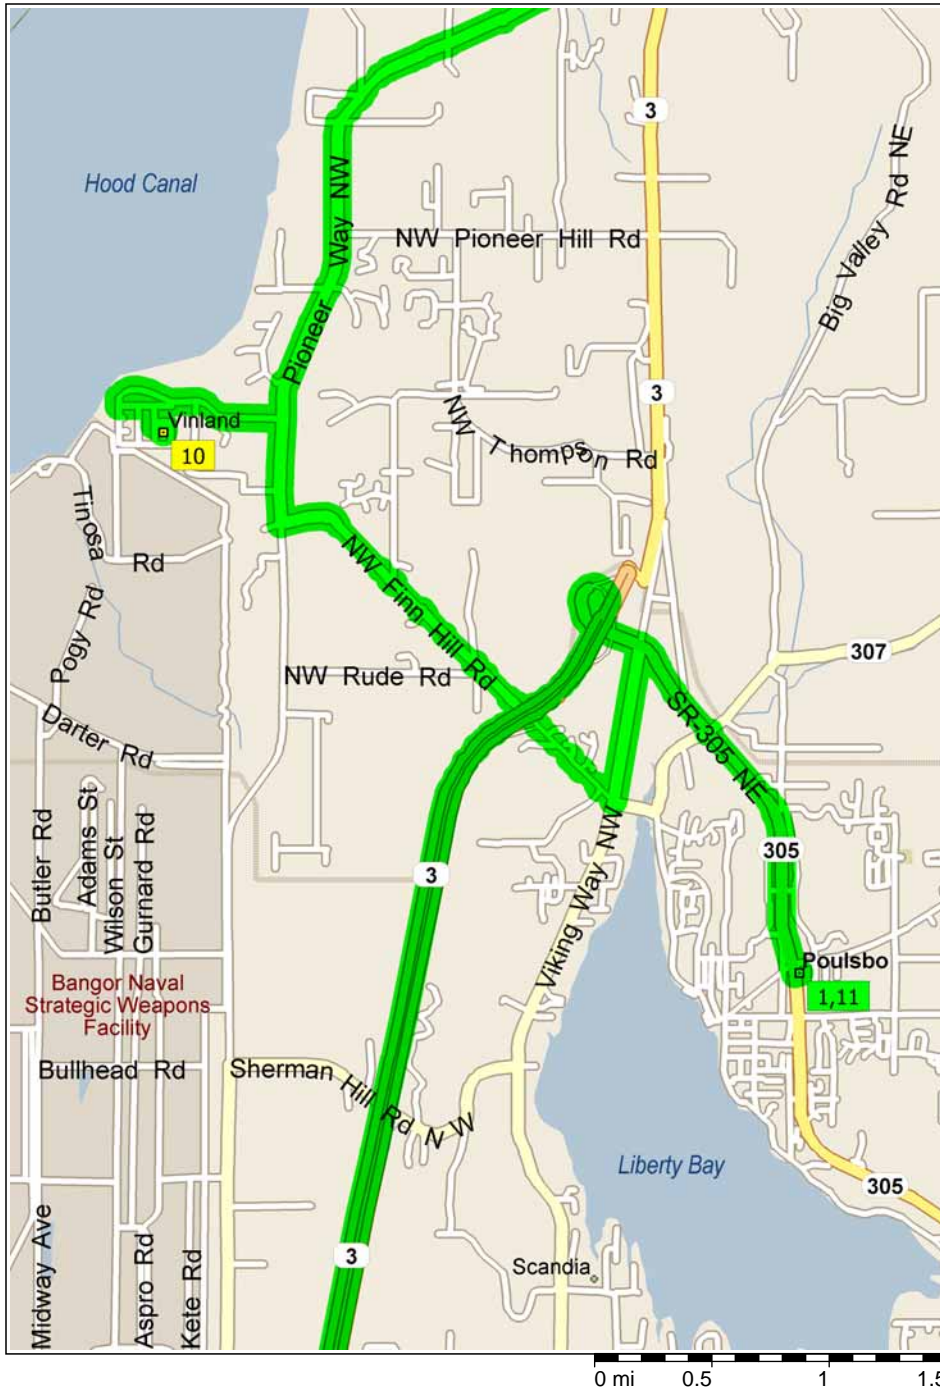 3
Big Valley Rd NE
Hood Canal
Pioneer Way NW
NW Pioneer Hill Rd
3
NW Thompson Rd
Vinland
10
Tinosa Rd
NW Finn Hill Rd
Pogy Rd
307
NW Rude Rd
SR-305 NE
Darter Rd
Butler Rd
Adams St
Wilson St
Gurnard Rd
3
305
Viking Way NW
Poulsbo
1,11
Bangor Naval
Strategic Weapons
Facility
Bullhead Rd
Sherman Hill Rd NW
Liberty Bay
305
Midway Ave
Aspro Rd
Kete Rd
3
Scandia
0 mi 0.5 1 1.5